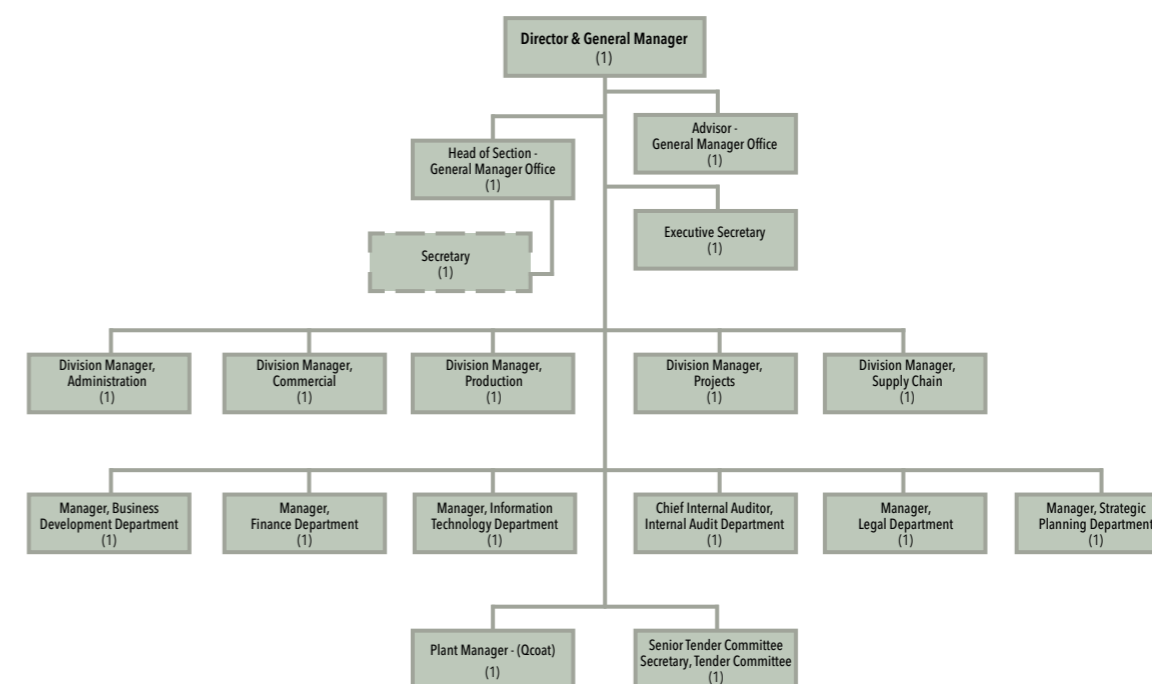 Director & General Manager
(1)
Advisor -
General Manager Office
(1)
Head of Section -
General Manager Office
(1)
Executive Secretary
(1)
Secretary
(1)
Division Manager,
Administration
(1)
Division Manager,
Commercial
(1)
Division Manager,
Production
(1)
Division Manager,
Projects
(1)
Division Manager,
Supply Chain
(1)
Manager, Business
Development Department
(1)
Manager,
Finance Department
(1)
Manager, Information
Technology Department
(1)
Chief Internal Auditor,
Internal Audit Department
(1)
Manager,
Legal Department
(1)
Manager, Strategic
Planning Department
(1)
Plant Manager - (Qcoat)
(1)
Senior Tender Committee
Secretary, Tender Committee
(1)